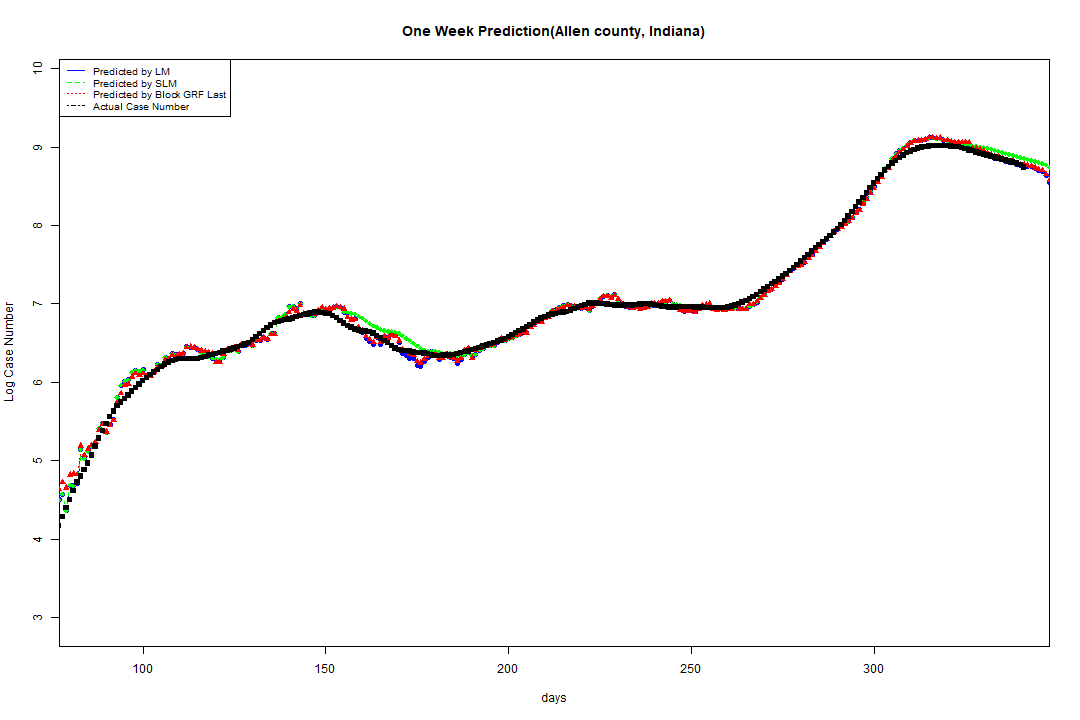 One Week Prediction(Allen county, Indiana)
Predicted by LM
Predicted by SLM
Predicted by Block GRF Last
Actual Case Number
10
9
8
7
6
5
4
3
Log Case Number
100 150 200 250 300
days